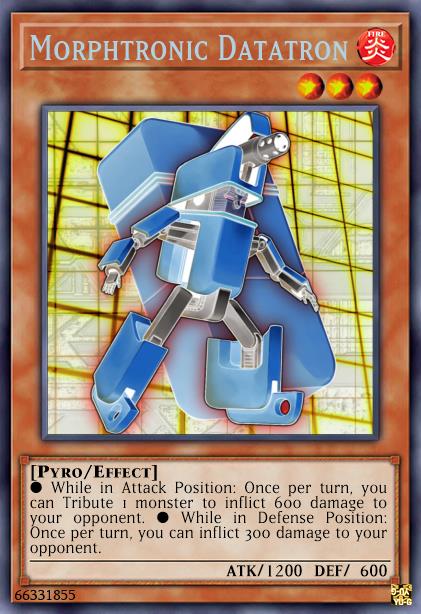 Morphtronic Datatron
FIRE
炎
[Pyro/Effect]
● While in Attack Position: Once per turn, you
can Tribute 1 monster to inflict 600 damage to
your opponent. ● While in Defense Position:
Once per turn, you can inflict 300 damage to your
opponent.
ATK/1200 DEF/ 600
66331855